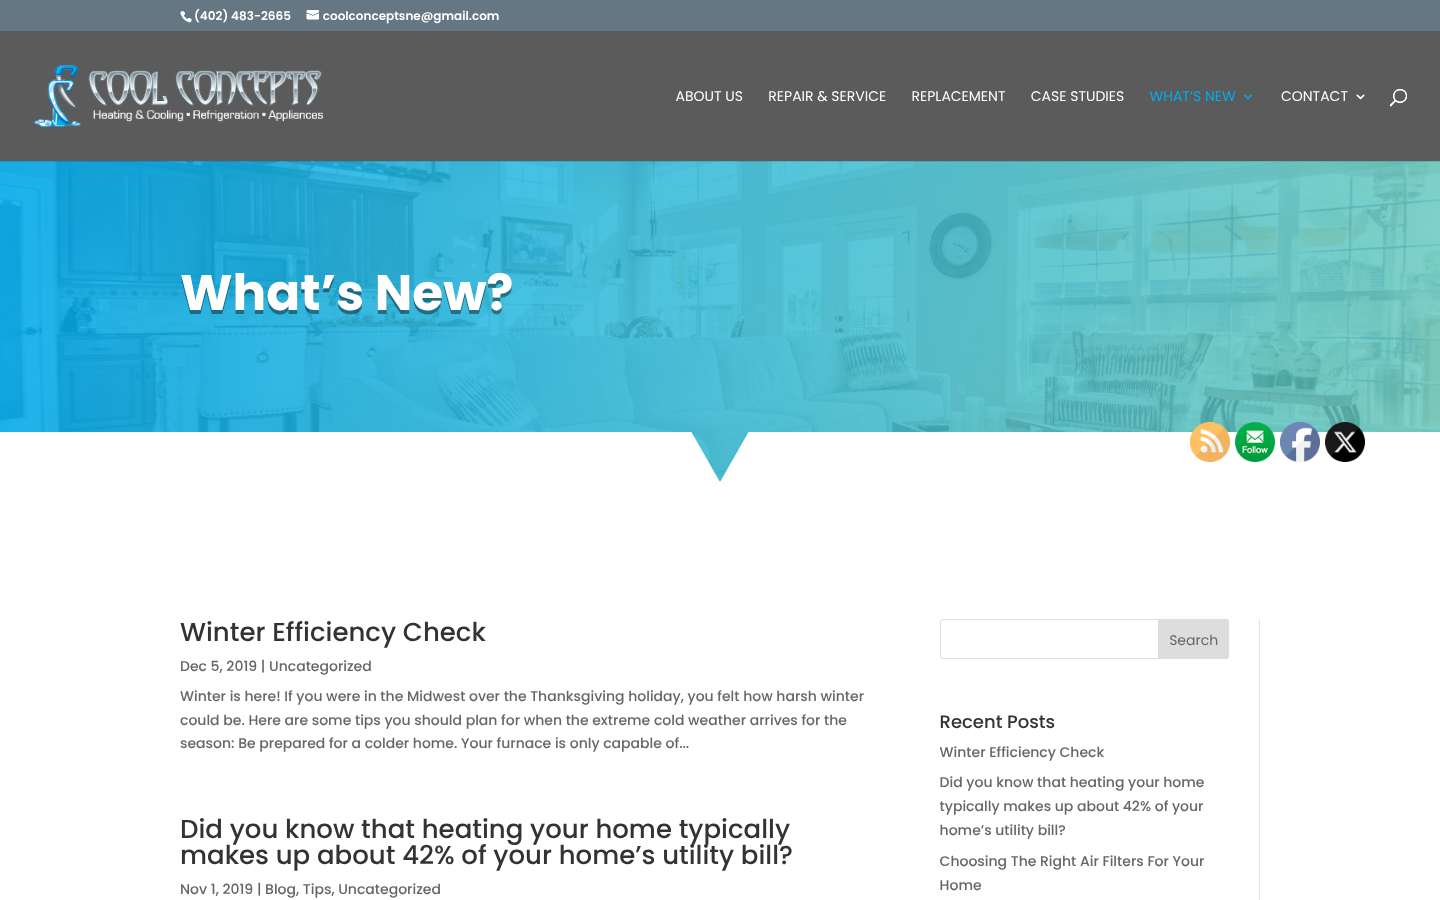 (402) 483-2665 coolconceptsne@gmail.com
COOL CONCEPTS
Heating & Cooling • Refrigeration • Appliances
ABOUT US REPAIR & SERVICE REPLACEMENT CASE STUDIES WHAT’S NEW CONTACT
What’s New?
Follow
Winter Efficiency Check
Dec 5, 2019 | Uncategorized
Winter is here! If you were in the Midwest over the Thanksgiving holiday, you felt how harsh winter
could be. Here are some tips you should plan for when the extreme cold weather arrives for the
season: Be prepared for a colder home. Your furnace is only capable of...
Did you know that heating your home typically
makes up about 42% of your home’s utility bill?
Nov 1, 2019 | Blog, Tips, Uncategorized
Search
Recent Posts
Winter Efficiency Check
Did you know that heating your home
typically makes up about 42% of your
home’s utility bill?
Choosing The Right Air Filters For Your
Home